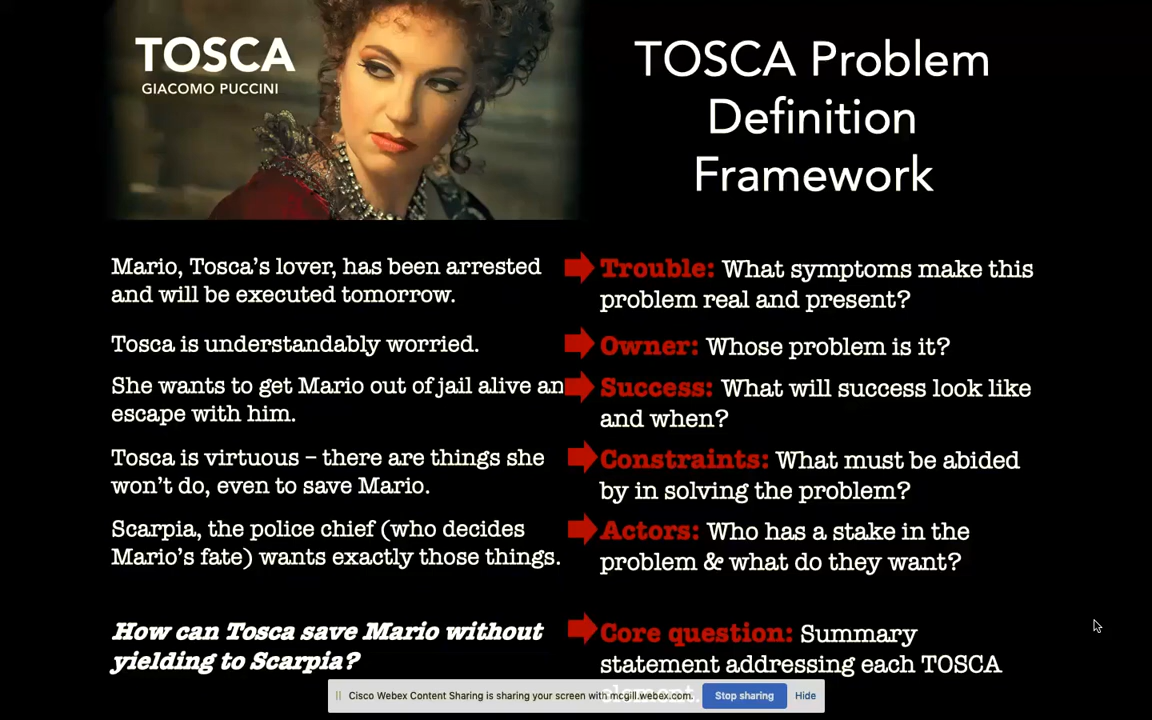 TOSCA
GIACOMO PUCCINI
TOSCA Problem
Definition
Framework
Mario, Tosca's lover, has been arrested
and will be executed tomorrow.
Trouble: What symptoms make this
problem real and present?
Tosca is understandably worried.
Owner: Whose problem is it?
She wants to get Mario out of jail alive an
escape with him.
Success: What will success look like
and when?
Tosca is virtuous – there are things she
won't do, even to save Mario.
Constraints: What must be abided
by in solving the problem?
Scarpia, the police chief (who decides
Mario's fate) wants exactly those things.
Actors: Who has a stake in the
problem & what do they want?
How can Tosca save Mario without
yielding to Scarpia?
Core question: Summary
statement addressing each TOSCA
Cisco Webex Content Sharing is sharing your screen with mcgill.webex.com.
Stop sharing
Hide